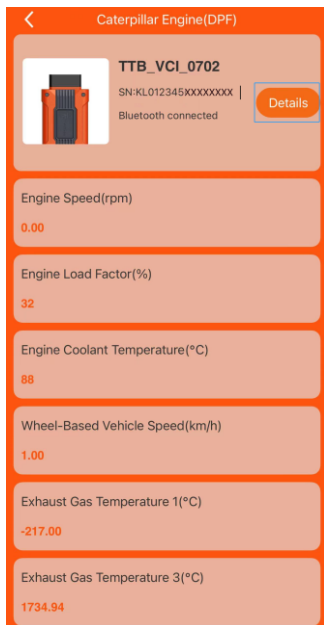 Caterpillar Engine(DPF)
TTB_VCI_0702
SN:KL012345XXXXXXXX
Bluetooth connected
Details
Engine Speed(rpm)
0.00
Engine Load Factor(%)
32
Engine Coolant Temperature(°C)
88
Wheel-Based Vehicle Speed(km/h)
1.00
Exhaust Gas Temperature 1(°C)
-217.00
Exhaust Gas Temperature 3(°C)
1734.94